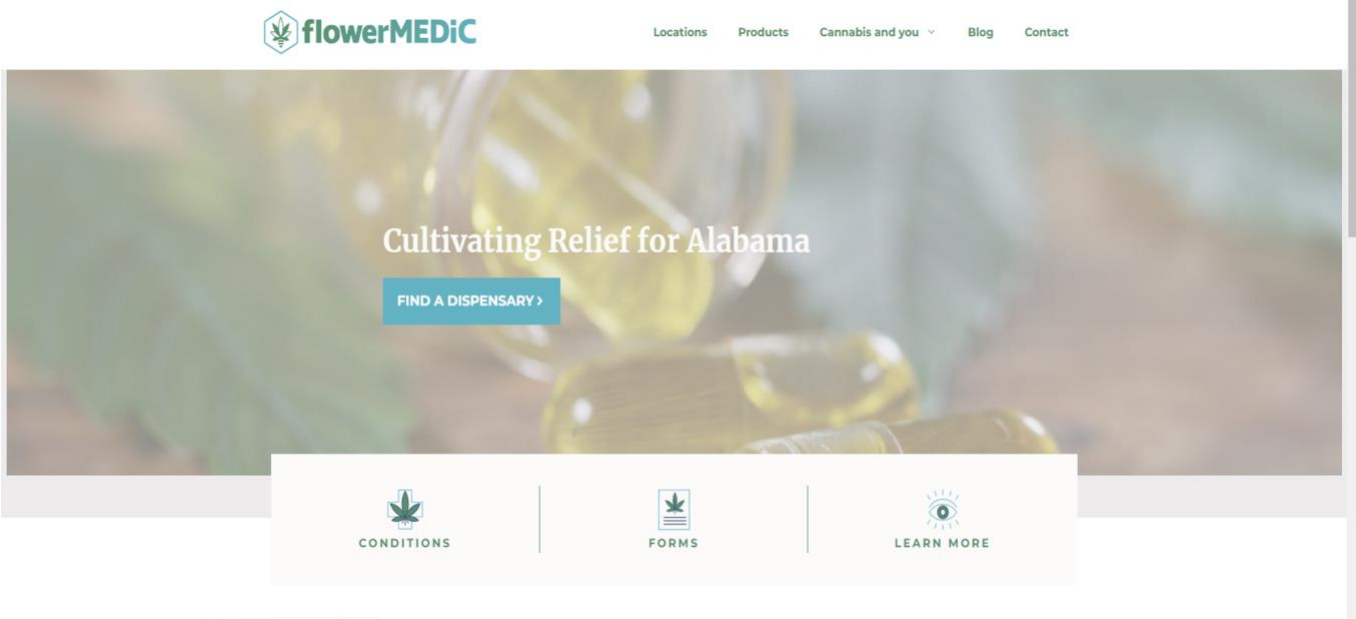 flowerMEDiC
Locations Products Cannabis and you Blog Contact
Cultivating Relief for Alabama
FIND A DISPENSARY >
CONDITIONS FORMS LEARN MORE